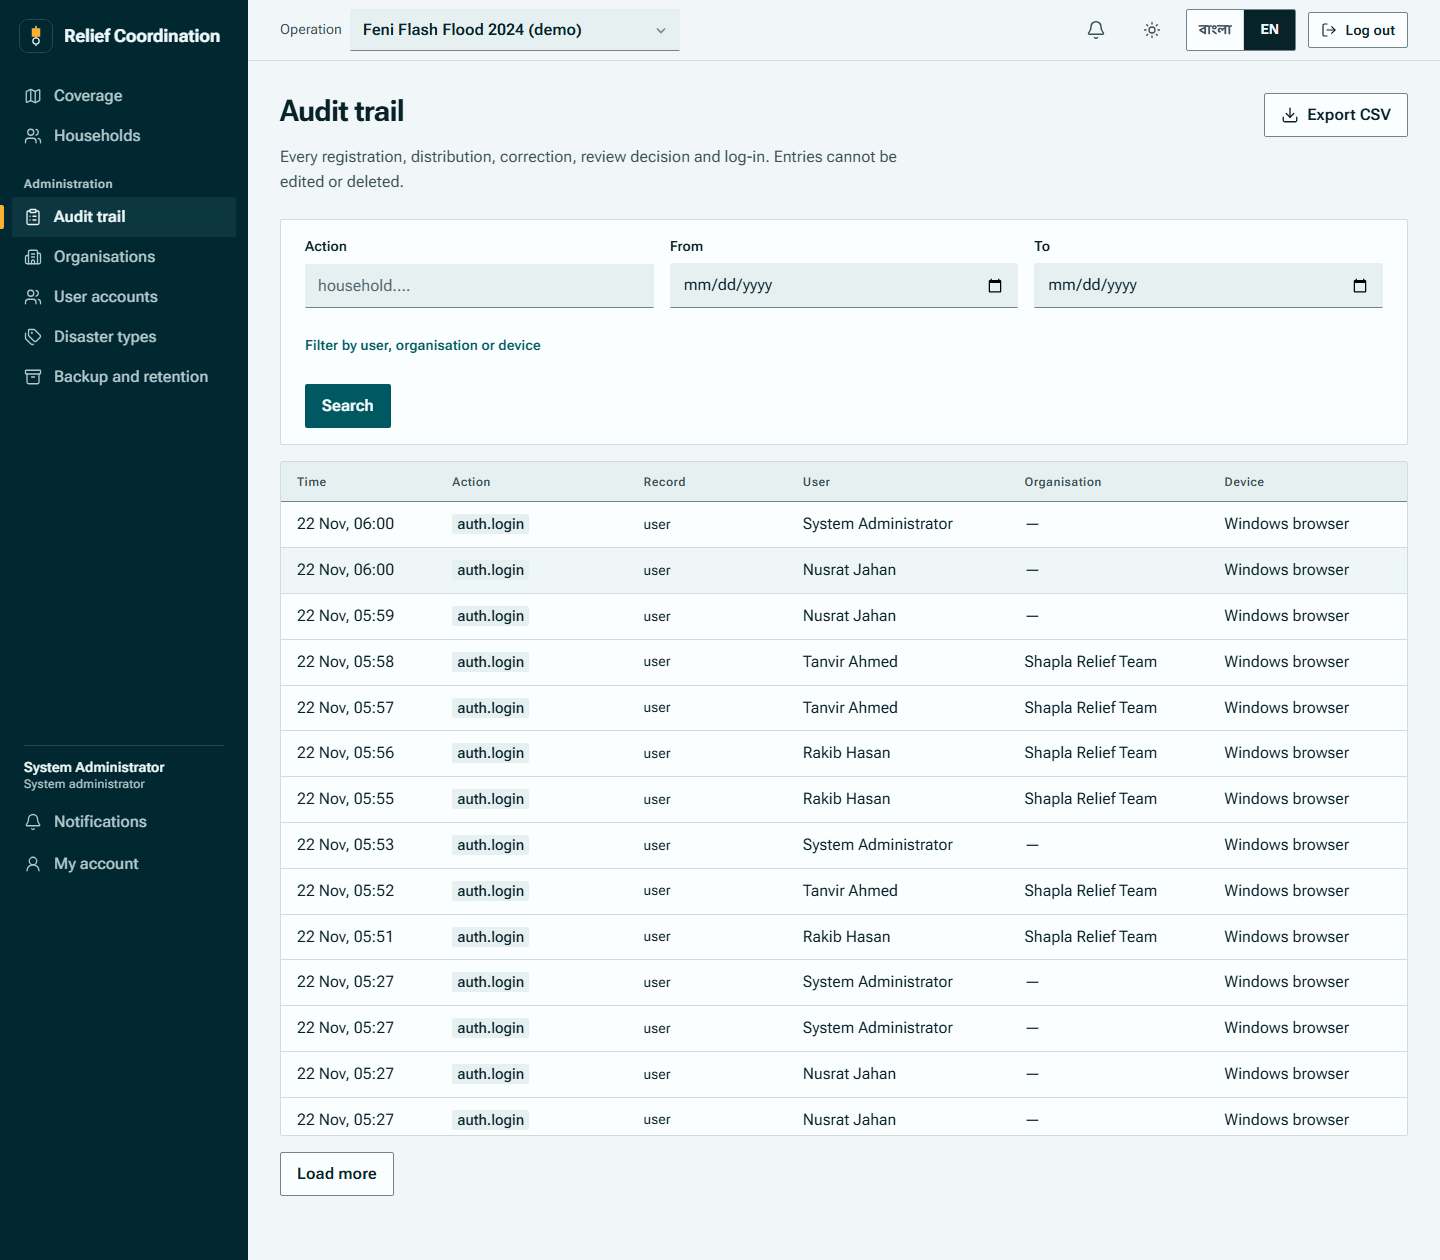 Relief Coordination
Coverage
Households
Administration
Audit trail
Organisations
User accounts
Disaster types
Backup and retention
System Administrator
System administrator
Notifications
My account
Operation Feni Flash Flood 2024 (demo) বাংলা EN Log out
Audit trail
Export CSV
Every registration, distribution, correction, review decision and log-in. Entries cannot be
edited or deleted.
Action From To
household.... mm/dd/yyyy mm/dd/yyyy
Filter by user, organisation or device
Search
Time Action Record User Organisation Device
22 Nov, 06:00 auth.login user System Administrator — Windows browser
22 Nov, 06:00 auth.login user Nusrat Jahan — Windows browser
22 Nov, 05:59 auth.login user Nusrat Jahan — Windows browser
22 Nov, 05:58 auth.login user Tanvir Ahmed Shapla Relief Team Windows browser
22 Nov, 05:57 auth.login user Tanvir Ahmed Shapla Relief Team Windows browser
22 Nov, 05:56 auth.login user Rakib Hasan Shapla Relief Team Windows browser
22 Nov, 05:55 auth.login user Rakib Hasan Shapla Relief Team Windows browser
22 Nov, 05:53 auth.login user System Administrator — Windows browser
22 Nov, 05:52 auth.login user Tanvir Ahmed Shapla Relief Team Windows browser
22 Nov, 05:51 auth.login user Rakib Hasan Shapla Relief Team Windows browser
22 Nov, 05:27 auth.login user System Administrator — Windows browser
22 Nov, 05:27 auth.login user System Administrator — Windows browser
22 Nov, 05:27 auth.login user Nusrat Jahan — Windows browser
22 Nov, 05:27 auth.login user Nusrat Jahan — Windows browser
Load more